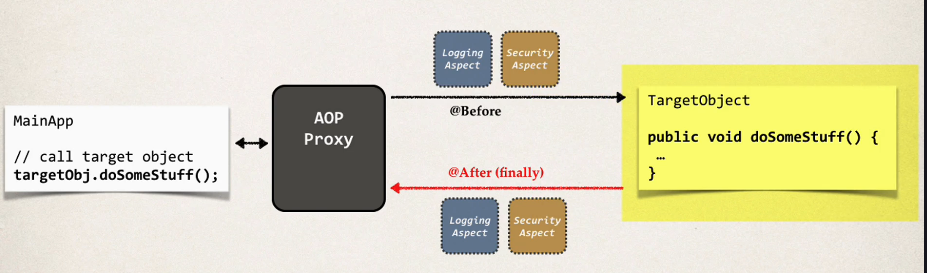 MainApp
// call target object
targetObj.doSomeStuff();
AOP
Proxy
Logging
Aspect
Security
Aspect
@Before
@After (finally)
Logging
Aspect
Security
Aspect
TargetObject
public void doSomeStuff() {
…
}